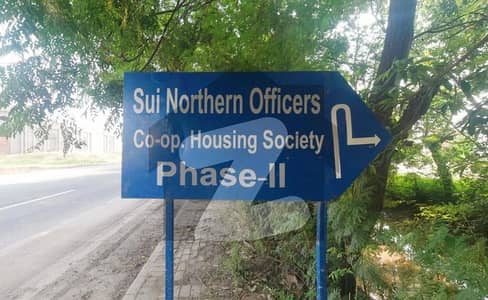 Sui Northern Officers
Co-op. Housing Society
Phase-II